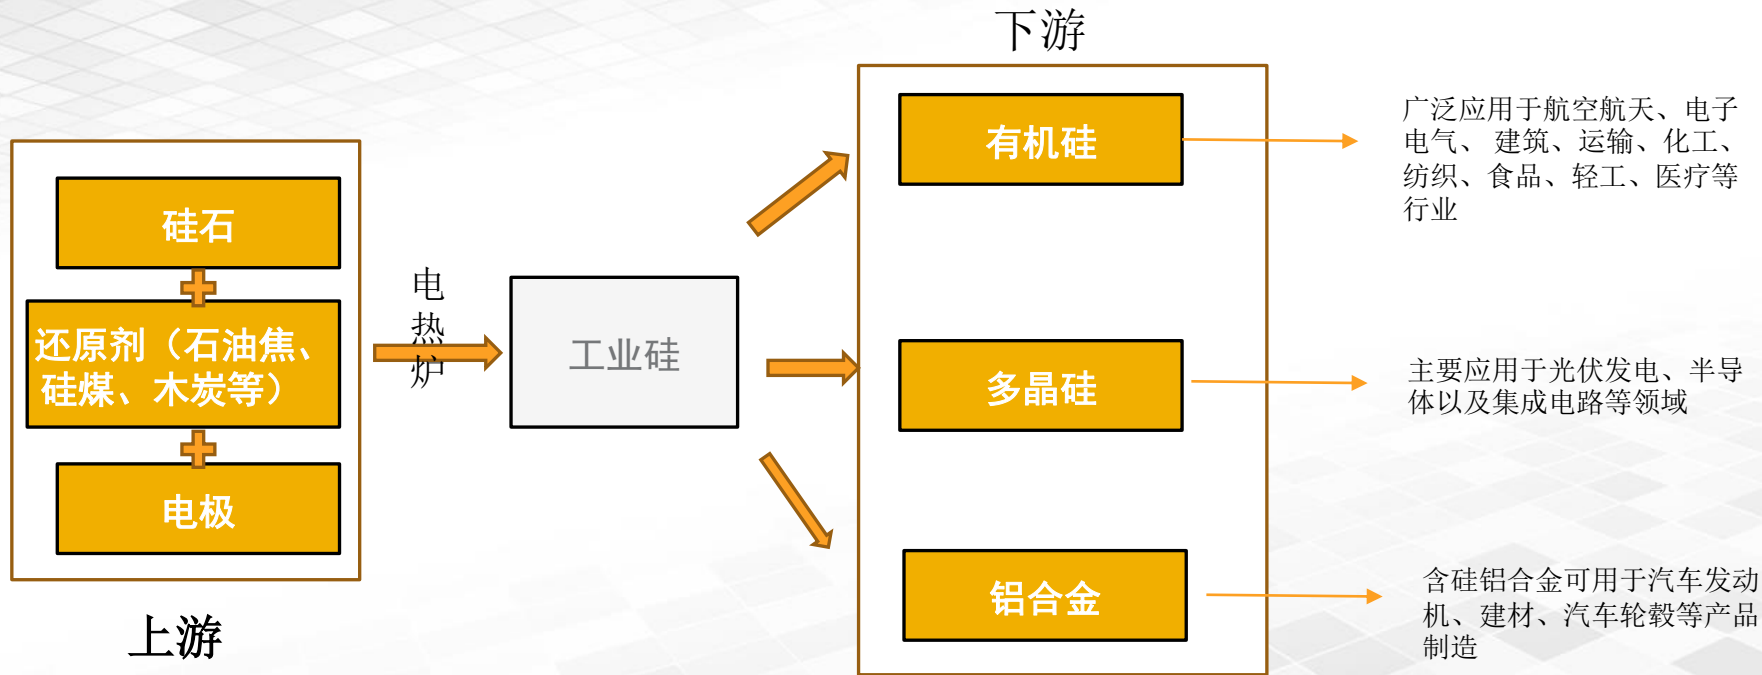 下游
硅石
还原剂（石油焦、
硅煤、木炭等）
电极
上游
电
热
炉
工业硅
有机硅
广泛应用于航空航天、电子
电气、 建筑、运输、化工、
纺织、食品、轻工、医疗等
行业
多晶硅
主要应用于光伏发电、半导
体以及集成电路等领域
铝合金
含硅铝合金可用于汽车发动
机、建材、汽车轮毂等产品
制造